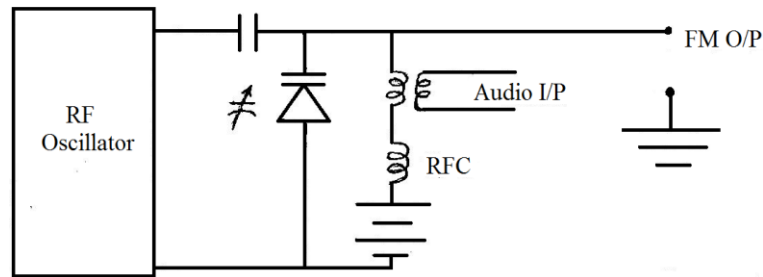 FM O/P
Audio I/P
RF
Oscillator
RFC